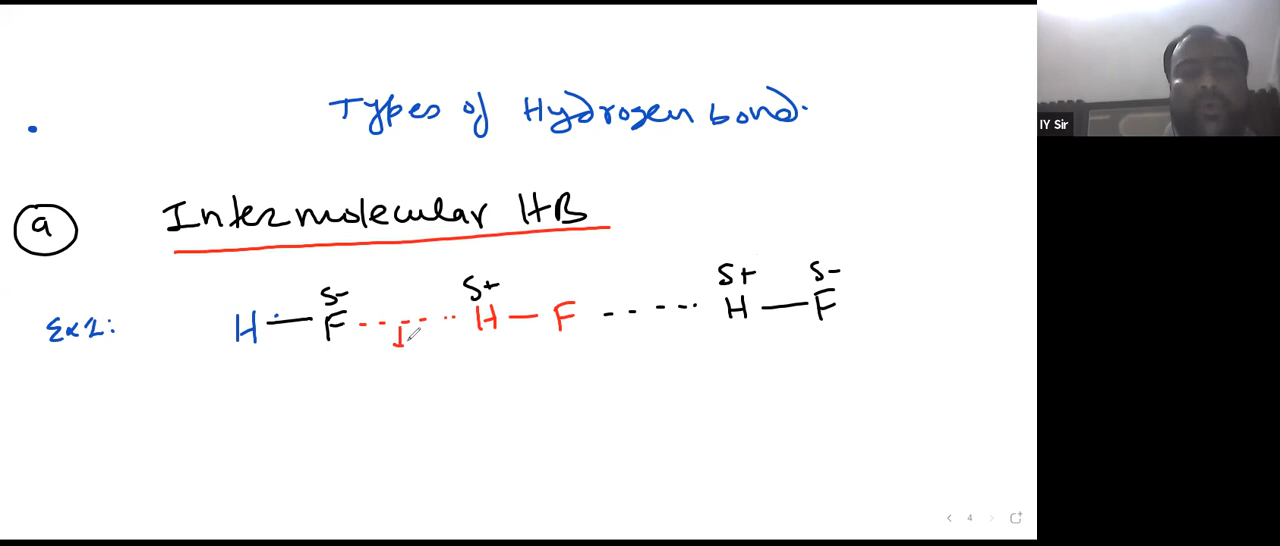 Types of Hydrogen bond.
IY Sir
a Intermolecular HB
Ex1: H — F - - - - ·· H — F - - - - · H — F
δ- δ+ δ+ δ-
I
4